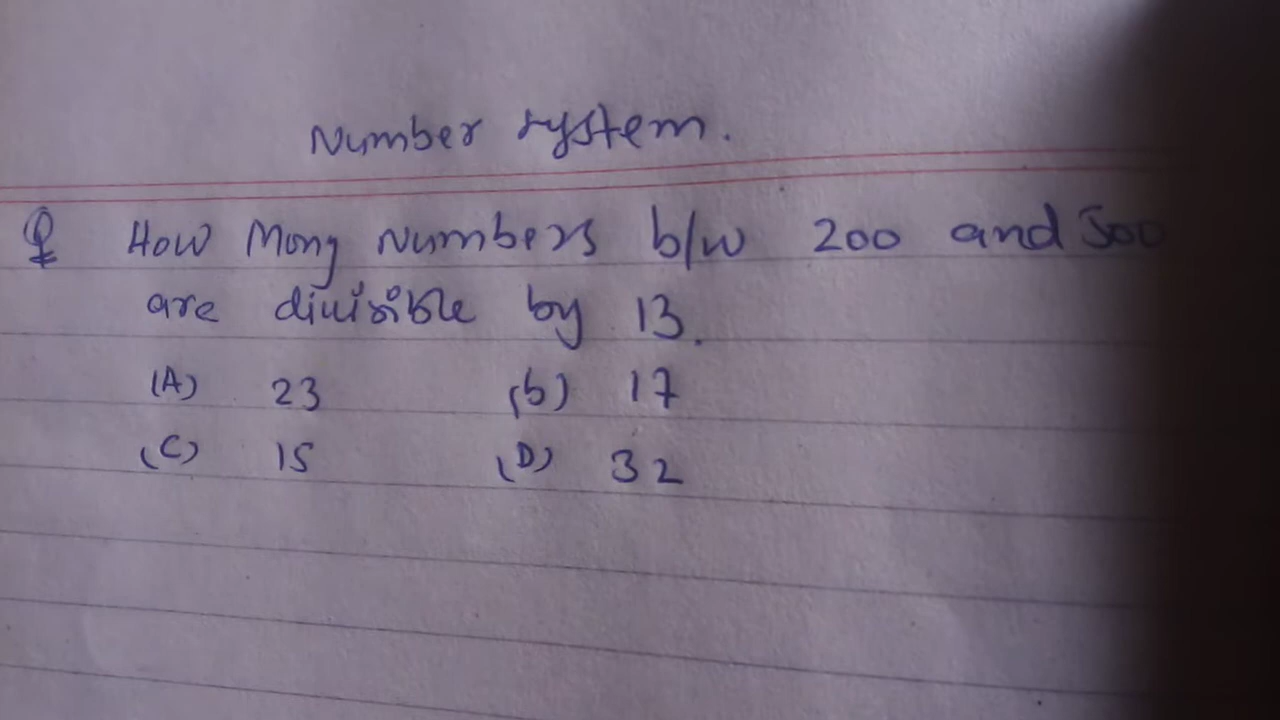 Number system.
Q How Many Numbers b/w 200 and 500
are divisible by 13.
(A) 23 (b) 17
(C) 15 (D) 32